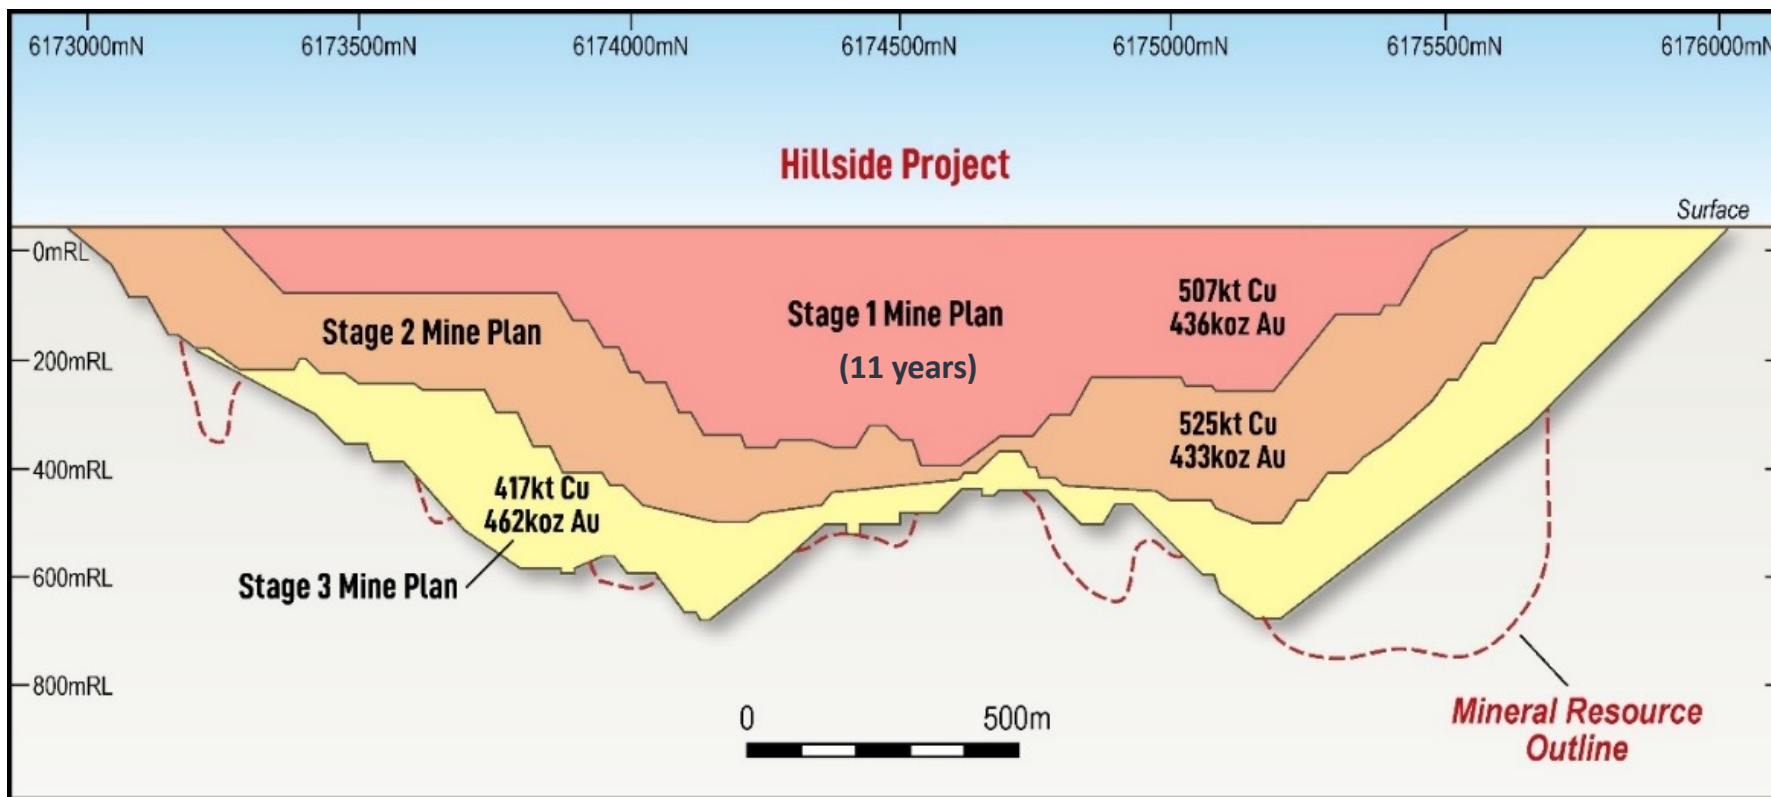 6173000mN
6173500mN
6174000mN
6174500mN
6175000mN
6175500mN
6176000mN
Hillside Project
Surface
0mRL
200mRL
400mRL
600mRL
800mRL
Stage 1 Mine Plan
(11 years)
507kt Cu
436koz Au
Stage 2 Mine Plan
525kt Cu
433koz Au
417kt Cu
462koz Au
Stage 3 Mine Plan
0
500m
Mineral Resource
Outline